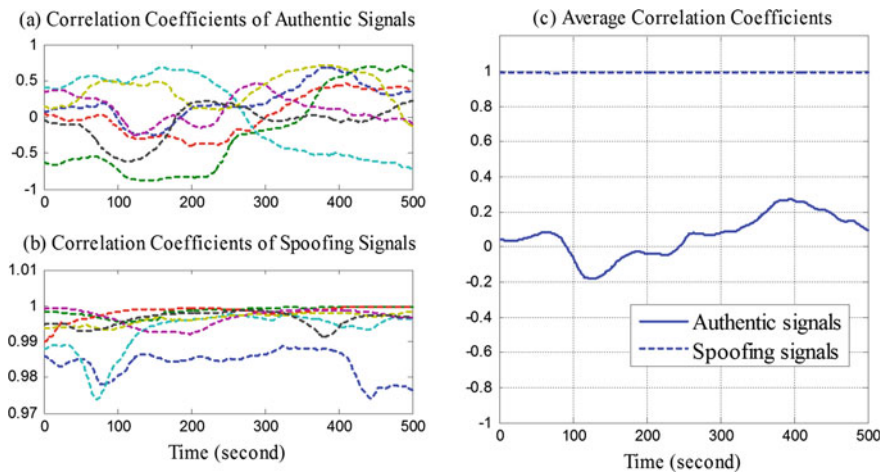 (a) Correlation Coefficients of Authentic Signals
1
0.5
0
-0.5
-1
0 100 200 300 400 500
(b) Correlation Coefficients of Spoofing Signals
1.01
1
0.99
0.98
0.97
0 100 200 300 400 500
Time (second)
(c) Average Correlation Coefficients
1
0.8
0.6
0.4
0.2
0
-0.2
-0.4
-0.6
-0.8
-1
Authentic signals
Spoofing signals
0 100 200 300 400 500
Time (second)